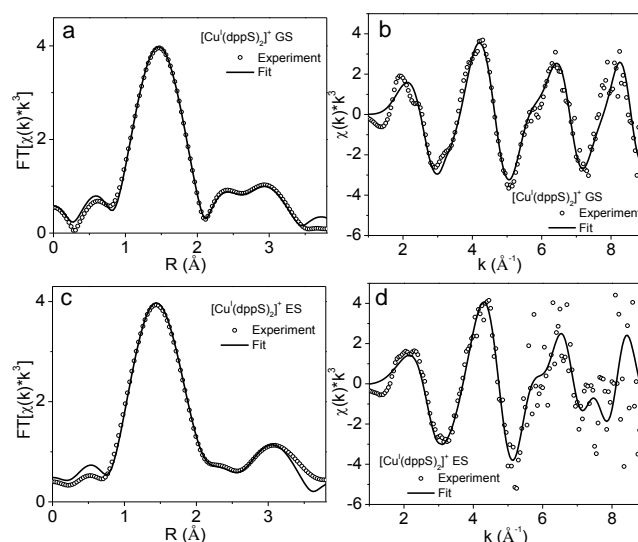 a
[Cuᴵ(dppS)₂]⁺ GS
Experiment
Fit
FT[χ(k)*k³]
4
2
0
0
1
2
3
R (Å)
b
χ(k)*k³
6
4
2
0
-2
-4
-6
[Cuᴵ(dppS)₂]⁺ GS
Experiment
Fit
2
4
6
8
k (Å⁻¹)
c
[Cuᴵ(dppS)₂]⁺ ES
Experiment
Fit
FT[χ(k)*k³]
4
2
0
0
1
2
3
R (Å)
d
χ(k)*k³
4
2
0
-2
-4
-6
[Cuᴵ(dppS)₂]⁺ ES
Experiment
Fit
2
4
6
8
k (Å⁻¹)